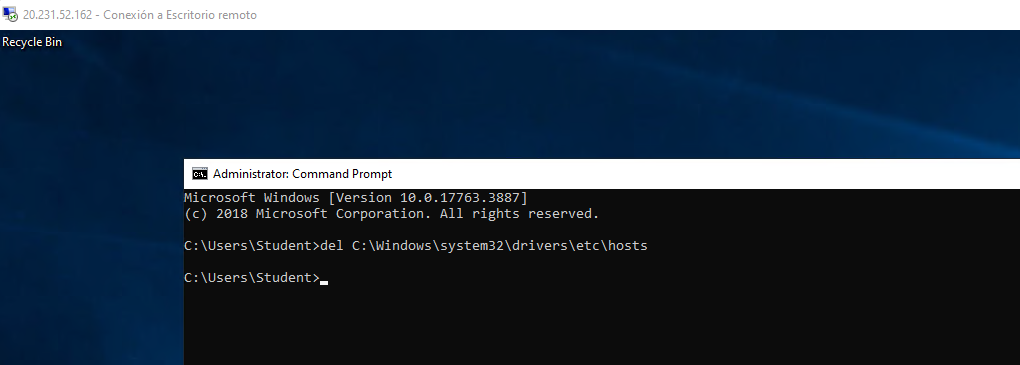 20.231.52.162 - Conexión a Escritorio remoto
Recycle Bin
Administrator: Command Prompt
Microsoft Windows [Version 10.0.17763.3887]
(c) 2018 Microsoft Corporation. All rights reserved.
C:\Users\Student>del C:\Windows\system32\drivers\etc\hosts
C:\Users\Student>